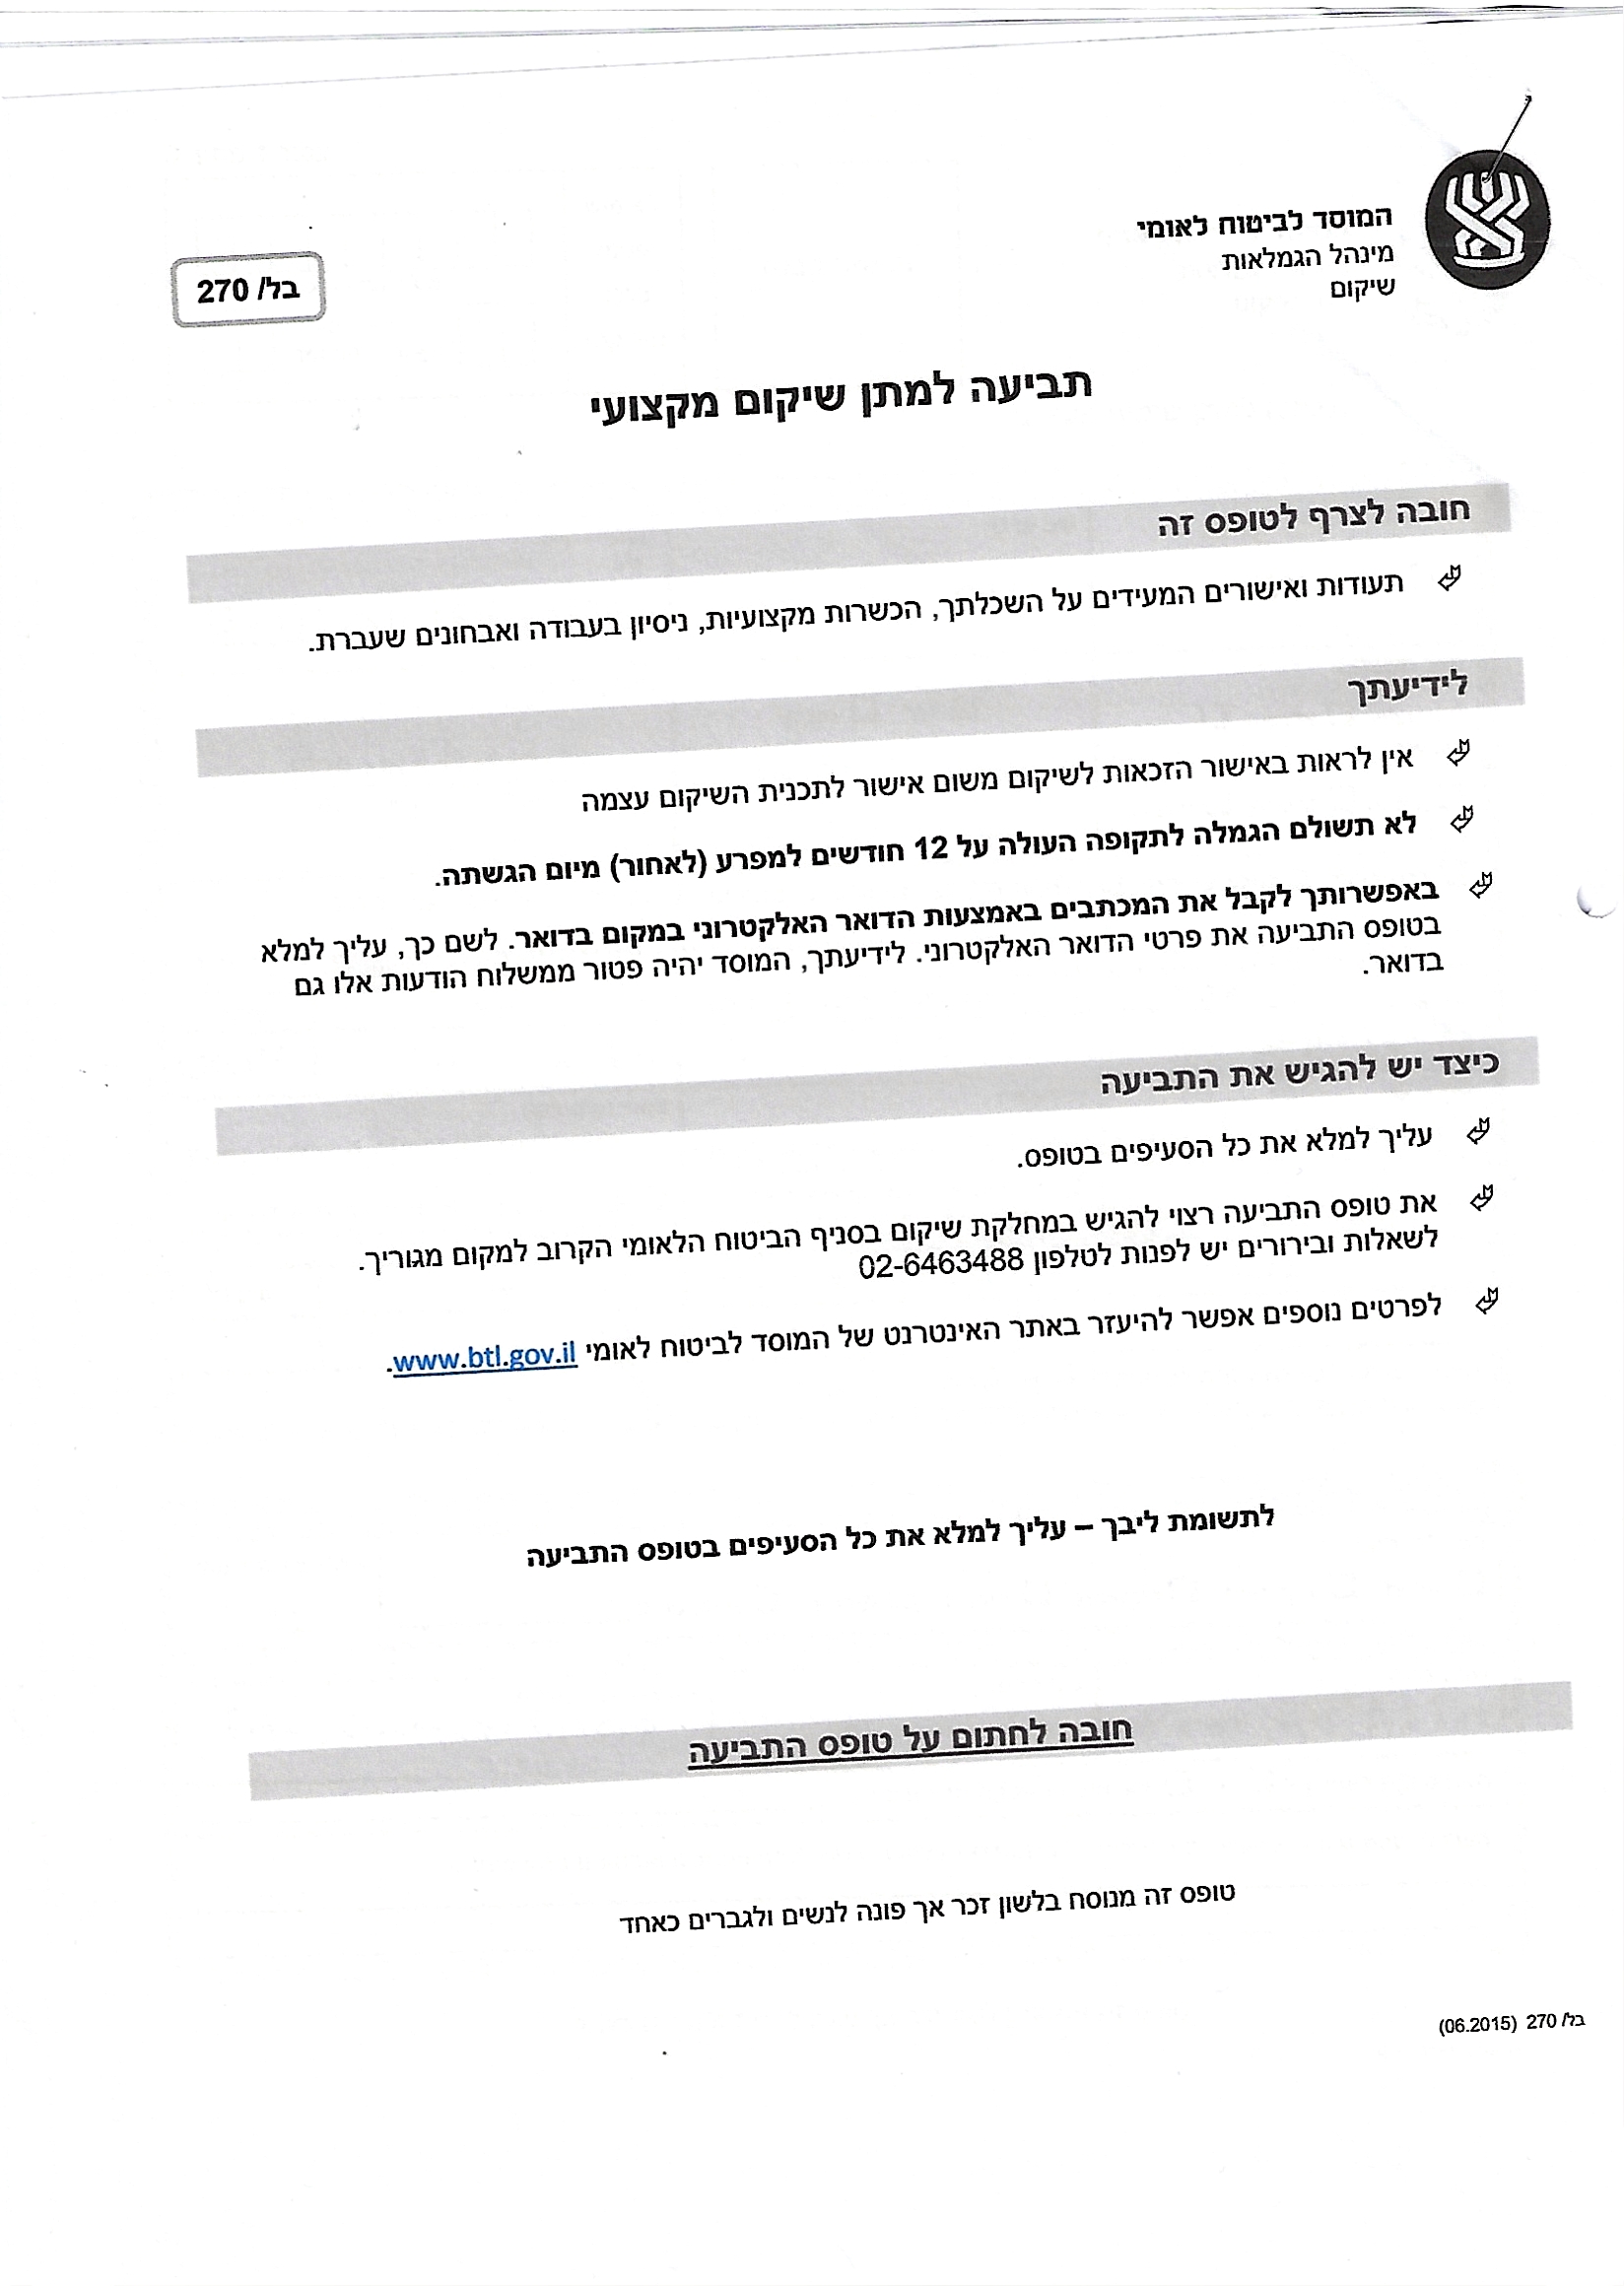 המוסד לביטוח לאומי
מינהל הגמלאות
שיקום
בל/ 270
תביעה למתן שיקום מקצועי
חובה לצרף לטופס זה
תעודות ואישורים המעידים על השכלתך, הכשרות מקצועיות, ניסיון בעבודה ואבחונים שעברת.
לידיעתך
אין לראות באישור הזכאות לשיקום משום אישור לתכנית השיקום עצמה
לא תשולם הגמלה לתקופה העולה על 12 חודשים למפרע (לאחור) מיום הגשתה.
באפשרותך לקבל את המכתבים באמצעות הדואר האלקטרוני במקום בדואר. לשם כך, עליך למלא
בטופס התביעה את פרטי הדואר האלקטרוני. לידיעתך, המוסד יהיה פטור ממשלוח הודעות אלו גם
בדואר.
כיצד יש להגיש את התביעה
עליך למלא את כל הסעיפים בטופס.
את טופס התביעה רצוי להגיש במחלקת שיקום בסניף הביטוח הלאומי הקרוב למקום מגוריך.
לשאלות ובירורים יש לפנות לטלפון 02-6463488
לפרטים נוספים אפשר להיעזר באתר האינטרנט של המוסד לביטוח לאומי www.btl.gov.il.
לתשומת ליבך – עליך למלא את כל הסעיפים בטופס התביעה
חובה לחתום על טופס התביעה
טופס זה מנוסח בלשון זכר אך פונה לנשים ולגברים כאחד
בל/ 270 (06.2015)